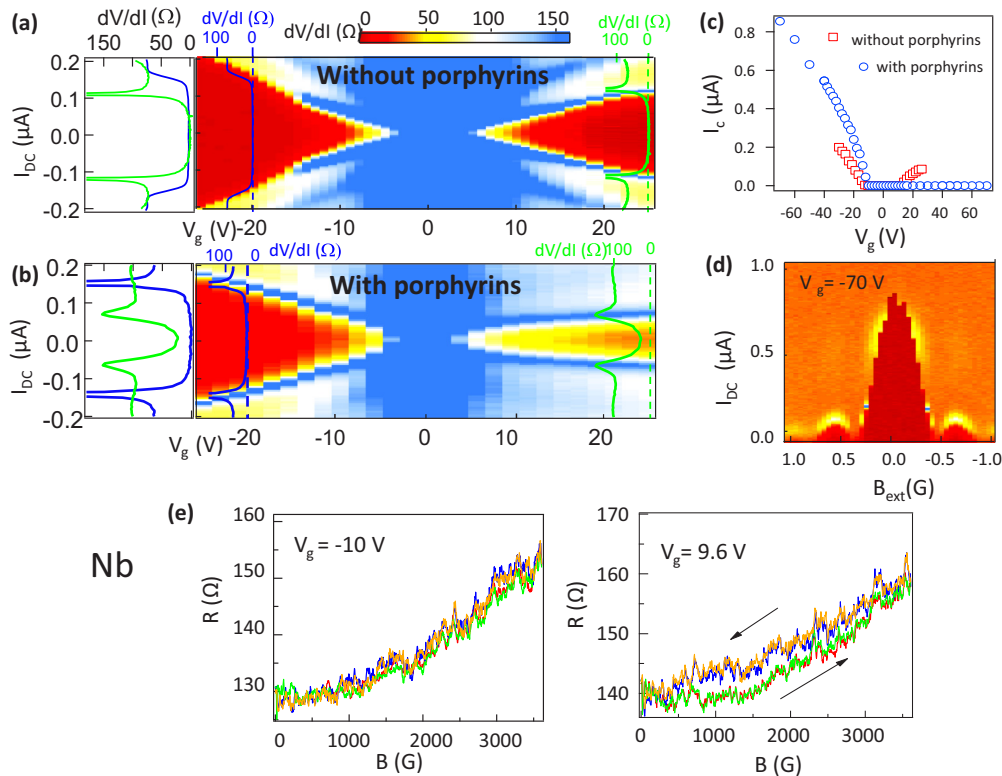 (a)
dV/dI (Ω)
150
75
0
dV/dI (Ω)
100
0
dV/dI (Ω)
0
50
100
150
dV/dI (Ω)
100
0
Without porphyrins
I_DC (µA)
0.2
0.1
0.0
-0.1
-0.2
V_g (V)
-20
-10
0
10
20
(b)
dV/dI (Ω)
100
0
dV/dI (Ω)
100
0
With porphyrins
I_DC (µA)
0.2
0.1
0.0
-0.1
-0.2
V_g (V)
-20
-10
0
10
20
(c)
I_c (µA)
0.8
0.6
0.4
0.2
0.0
without porphyrins
with porphyrins
-60
-40
-20
0
20
40
60
V_g (V)
(d)
V_g = -70 V
I_DC (µA)
1.0
0.5
0.0
1.0
0.5
0.0
-0.5
-1.0
B_ext(G)
(e)
Nb
V_g = -10 V
R (Ω)
160
150
140
130
0
1000
2000
3000
B (G)
V_g= 9.6 V
R (Ω)
170
160
150
140
0
1000
2000
3000
B (G)